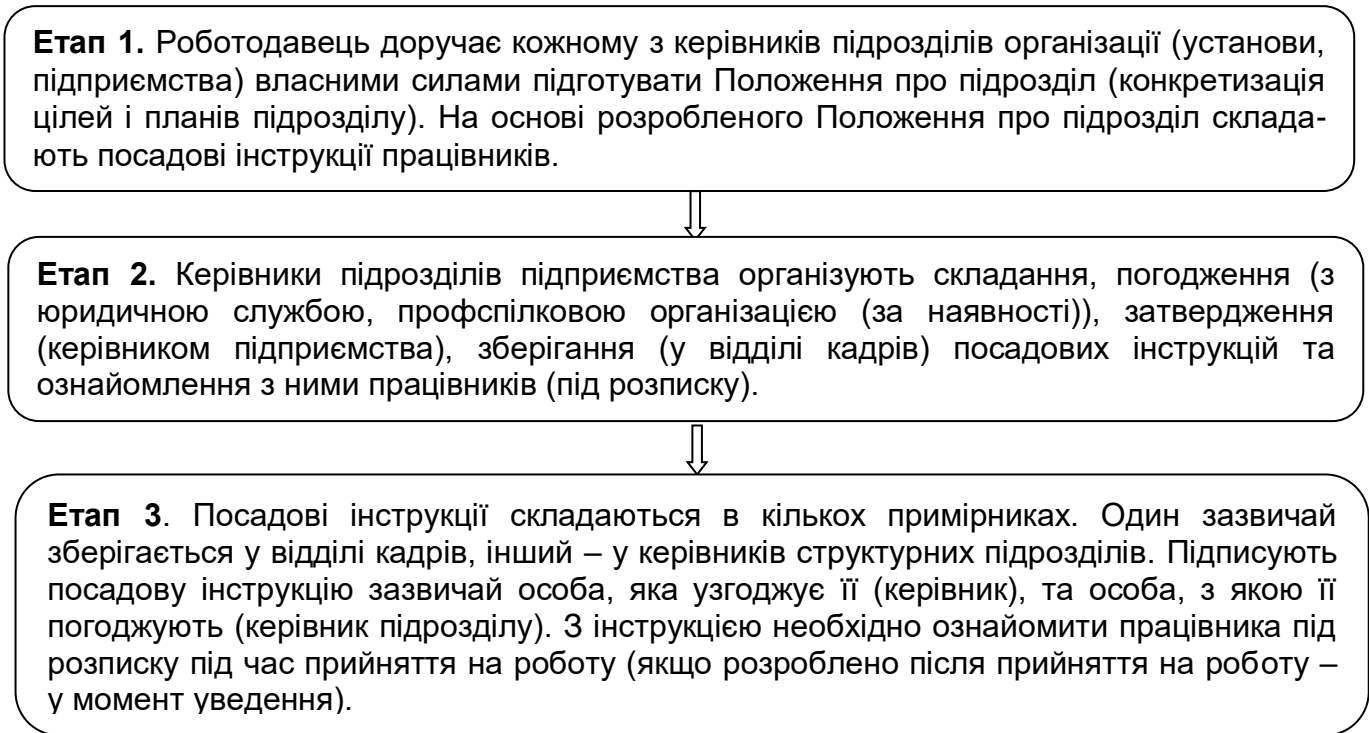 Етап 1. Роботодавець доручає кожному з керівників підрозділів організації (установи,
підприємства) власними силами підготувати Положення про підрозділ (конкретизація
цілей і планів підрозділу). На основі розробленого Положення про підрозділ склада-
ють посадові інструкції працівників.
Етап 2. Керівники підрозділів підприємства організують складання, погодження (з
юридичною службою, профспілковою організацією (за наявності)), затвердження
(керівником підприємства), зберігання (у відділі кадрів) посадових інструкцій та
ознайомлення з ними працівників (під розписку).
Етап 3. Посадові інструкції складаються в кількох примірниках. Один зазвичай
зберігається у відділі кадрів, інший – у керівників структурних підрозділів. Підписують
посадову інструкцію зазвичай особа, яка узгоджує її (керівник), та особа, з якою її
погоджують (керівник підрозділу). З інструкцією необхідно ознайомити працівника під
розписку під час прийняття на роботу (якщо розроблено після прийняття на роботу –
у момент уведення).